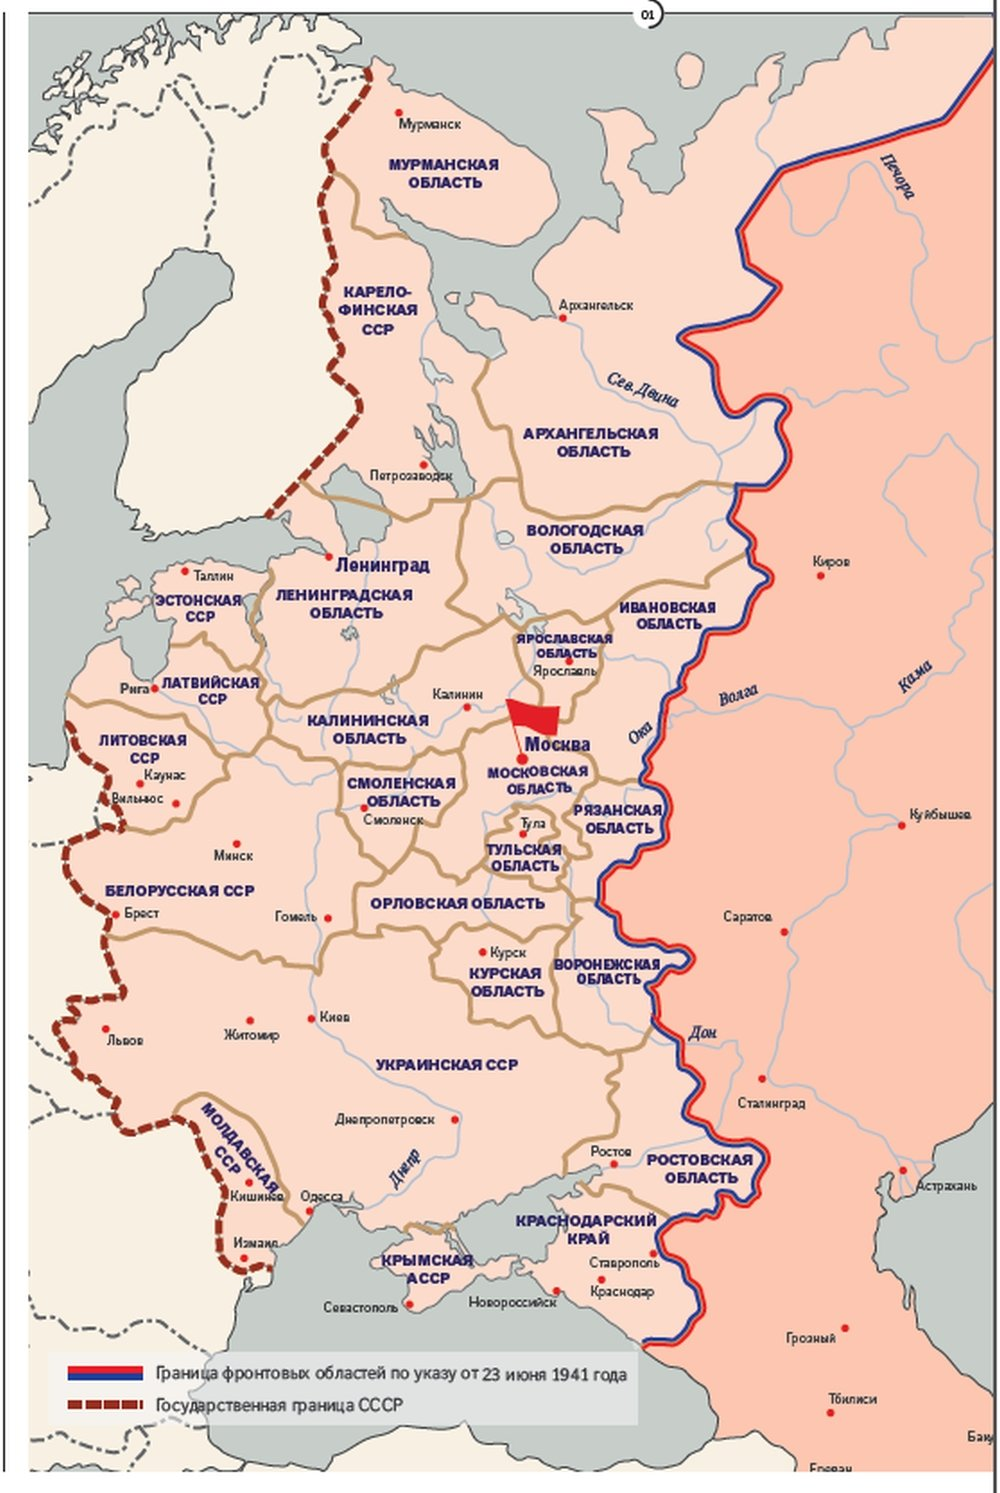 01
Мурманск
МУРМАНСКАЯ
ОБЛАСТЬ
Печора
КАРЕЛО-
ФИНСКАЯ
ССР
Архангельск
Сев. Двина
АРХАНГЕЛЬСКАЯ
ОБЛАСТЬ
Петрозаводск
ВОЛОГОДСКАЯ
ОБЛАСТЬ
Ленинград
Киров
Таллин
ЭСТОНСКАЯ
ССР
ЛЕНИНГРАДСКАЯ
ОБЛАСТЬ
ИВАНОВСКАЯ
ОБЛАСТЬ
ЯРОСЛАВСКАЯ
ОБЛАСТЬ
Ярославль
Рига
ЛАТВИЙСКАЯ
ССР
Калинин
Волга
Кама
КАЛИНИНСКАЯ
ОБЛАСТЬ
Ока
Москва
ЛИТОВСКАЯ
ССР
Каунас
Вильнюс
МОСКОВСКАЯ
ОБЛАСТЬ
СМОЛЕНСКАЯ
ОБЛАСТЬ
Смоленск
РЯЗАНСКАЯ
ОБЛАСТЬ
Куйбышев
Тула
ТУЛЬСКАЯ
ОБЛАСТЬ
Минск
БЕЛОРУССКАЯ ССР
Брест
Гомель
ОРЛОВСКАЯ ОБЛАСТЬ
Саратов
Курск
КУРСКАЯ
ОБЛАСТЬ
ВОРОНЕЖСКАЯ
ОБЛАСТЬ
Львов
Житомир
Киев
Дон
УКРАИНСКАЯ ССР
Сталинград
Днепропетровск
МОЛДАВСКАЯ
ССР
Днепр
Ростов
РОСТОВСКАЯ
ОБЛАСТЬ
Астрахань
Кишинев
Одесса
КРАСНОДАРСКИЙ
КРАЙ
Измаил
КРЫМСКАЯ
АССР
Ставрополь
Краснодар
Севастополь
Новороссийск
Грозный
Граница фронтовых областей по указу от 23 июня 1941 года
Государственная граница СССР
Тбилиси
Баку
Ереван